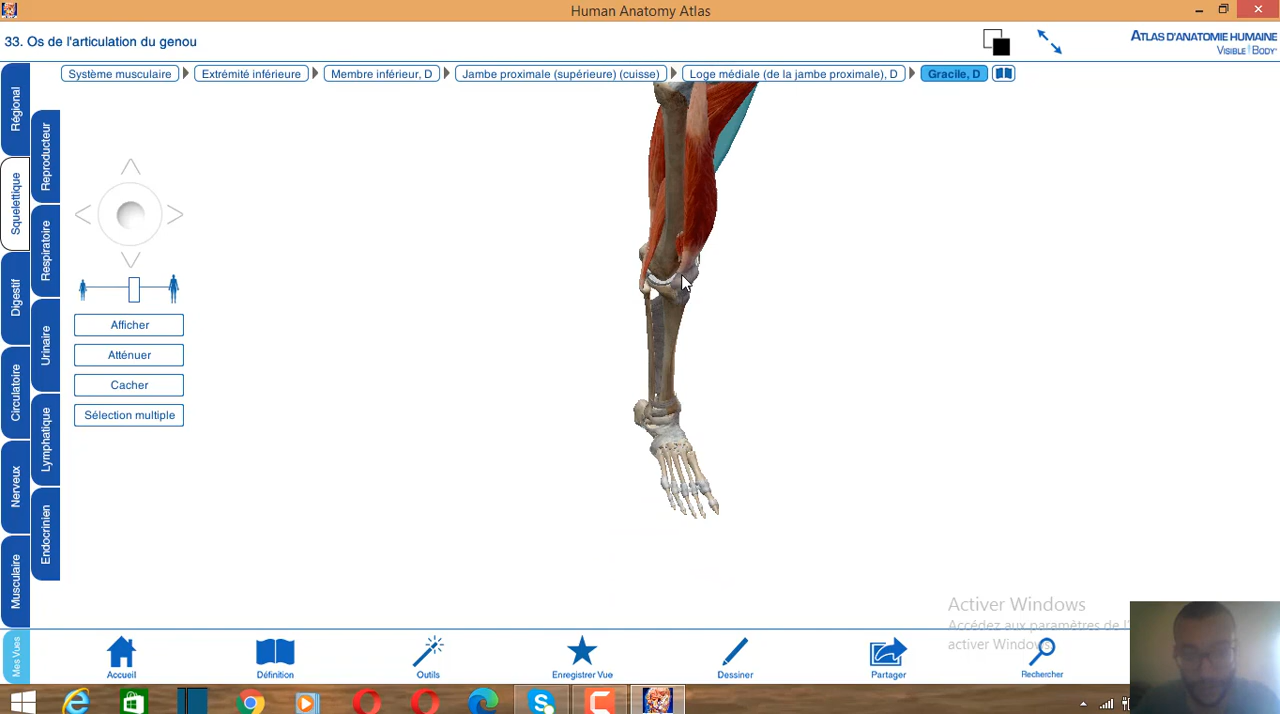 Human Anatomy Atlas
33. Os de l'articulation du genou
ATLAS D'ANATOMIE HUMAINE
VISIBLE BODY
Système musculaire
Extrémité inférieure
Membre inférieur, D
Jambe proximale (supérieure) (cuisse)
Loge médiale (de la jambe proximale), D
Gracile, D
Régional
Squelettique
Digestif
Circulatoire
Nerveux
Musculaire
Mes Vues
Reproducteur
Respiratoire
Urinaire
Lymphatique
Endocrinien
Afficher
Atténuer
Cacher
Sélection multiple
Activer Windows
Accédez aux paramètres de
activer Windows
Accueil
Définition
Outils
Enregistrer Vue
Dessiner
Partager
Rechercher